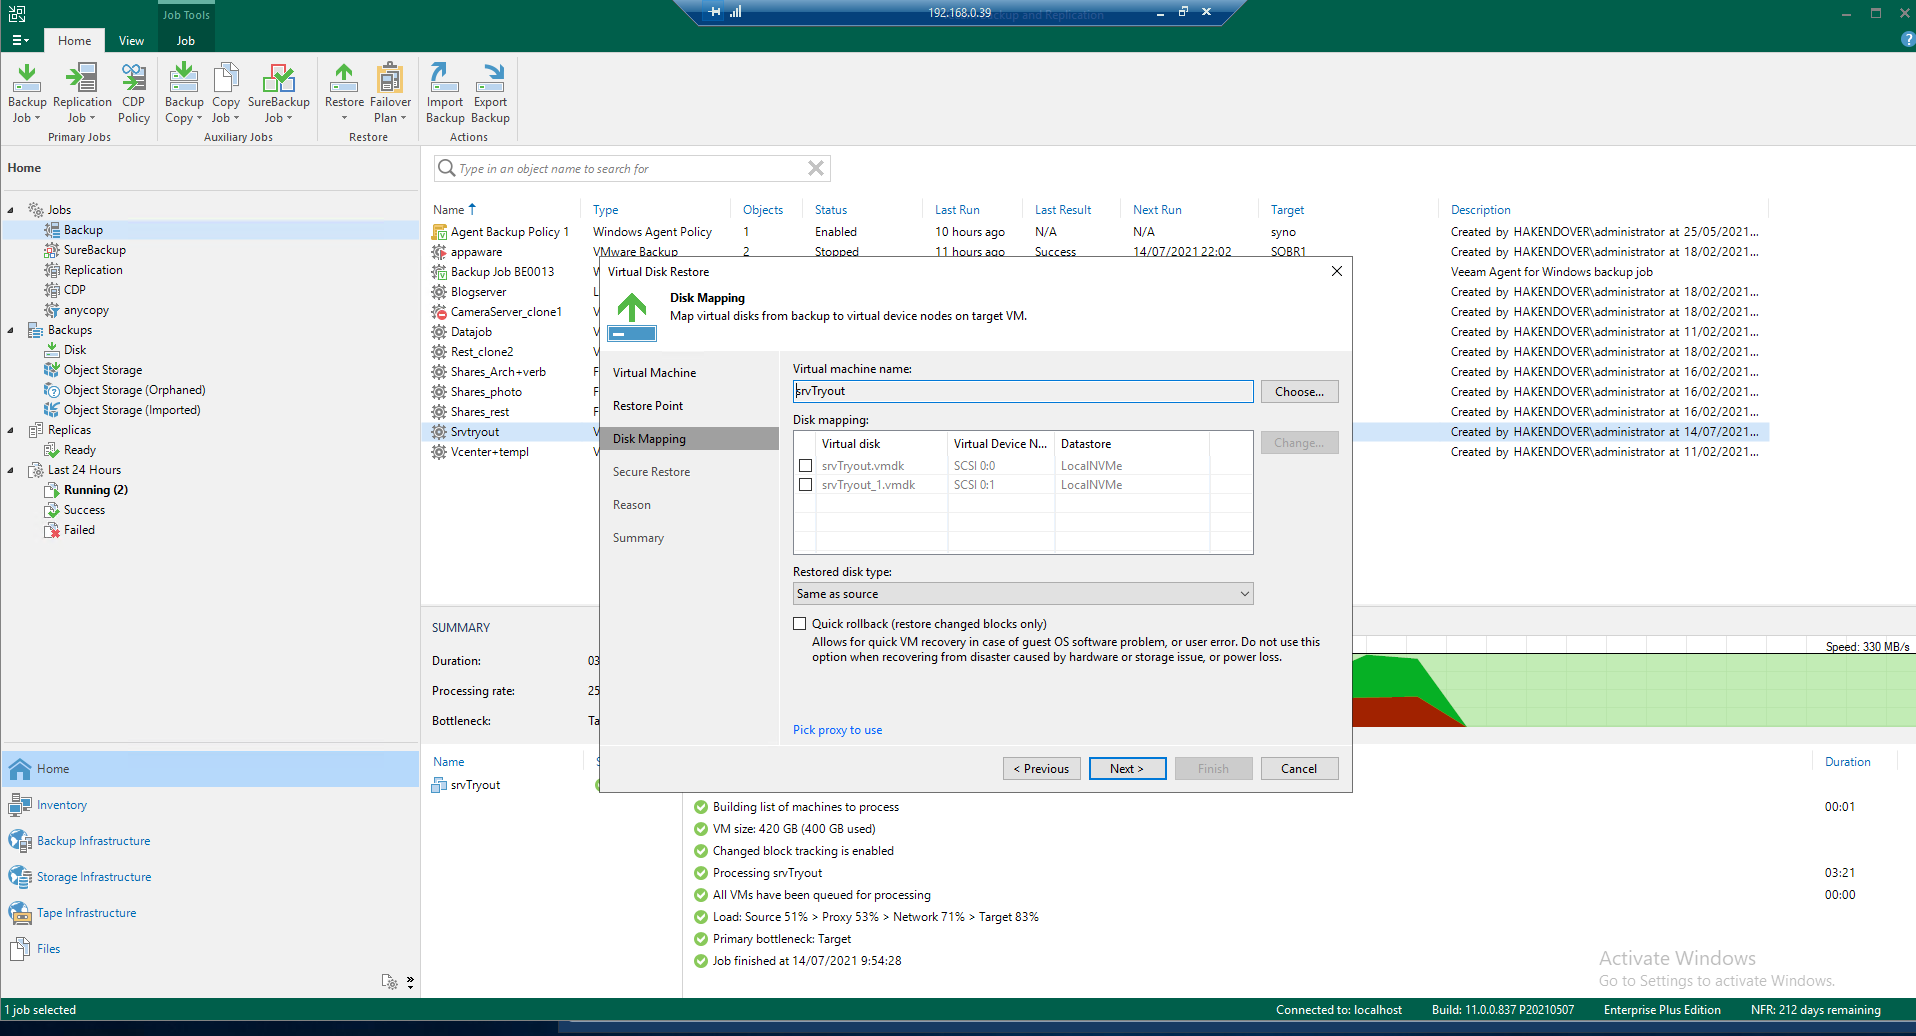 192.168.0.39
Job Tools
Home View Job
Backup Job
Replication Job
CDP Policy
Primary Jobs
Backup Copy
Copy Job
SureBackup Job
Auxiliary Jobs
Restore
Failover Plan
Restore
Import Backup
Export Backup
Actions
Home
Jobs
Backup
SureBackup
Replication
CDP
anycopy
Backups
Disk
Object Storage
Object Storage (Orphaned)
Object Storage (Imported)
Replicas
Ready
Last 24 Hours
Running (2)
Success
Failed
Home
Inventory
Backup Infrastructure
Storage Infrastructure
Tape Infrastructure
Files
Type in an object name to search for
Name Type Objects Status Last Run Last Result Next Run Target Description
Agent Backup Policy 1 Windows Agent Policy 1 Enabled 10 hours ago N/A N/A syno Created by HAKENDOVER\administrator at 25/05/2021...
appaware VMware Backup 2 Stopped 11 hours ago Success 14/07/2021 22:02 SOBR1 Created by HAKENDOVER\administrator at 18/02/2021...
Backup Job BE0013 Veeam Agent for Windows backup job
Blogserver Created by HAKENDOVER\administrator at 18/02/2021...
CameraServer_clone1 Created by HAKENDOVER\administrator at 18/02/2021...
Datajob Created by HAKENDOVER\administrator at 11/02/2021...
Rest_clone2 Created by HAKENDOVER\administrator at 18/02/2021...
Shares_Arch+verb Created by HAKENDOVER\administrator at 16/02/2021...
Shares_photo Created by HAKENDOVER\administrator at 16/02/2021...
Shares_rest Created by HAKENDOVER\administrator at 16/02/2021...
Srvtryout Created by HAKENDOVER\administrator at 14/07/2021...
Vcenter+templ Created by HAKENDOVER\administrator at 11/02/2021...
Virtual Disk Restore
Disk Mapping
Map virtual disks from backup to virtual device nodes on target VM.
Virtual Machine
Restore Point
Disk Mapping
Secure Restore
Reason
Summary
Virtual machine name:
srvTryout Choose...
Disk mapping:
Virtual disk Virtual Device N... Datastore Change...
srvTryout.vmdk SCSI 0:0 LocalNVMe
srvTryout_1.vmdk SCSI 0:1 LocalNVMe
Restored disk type:
Same as source
Quick rollback (restore changed blocks only)
Allows for quick VM recovery in case of guest OS software problem, or user error. Do not use this
option when recovering from disaster caused by hardware or storage issue, or power loss.
Pick proxy to use
< Previous Next > Finish Cancel
SUMMARY
Duration: 03
Processing rate: 25
Bottleneck: Ta
Speed: 330 MB/s
Name Duration
srvTryout
Building list of machines to process 00:01
VM size: 420 GB (400 GB used)
Changed block tracking is enabled
Processing srvTryout 03:21
All VMs have been queued for processing 00:00
Load: Source 51% > Proxy 53% > Network 71% > Target 83%
Primary bottleneck: Target
Job finished at 14/07/2021 9:54:28
Activate Windows
Go to Settings to activate Windows.
1 job selected Connected to: localhost Build: 11.0.0.837 P20210507 Enterprise Plus Edition NFR: 212 days remaining